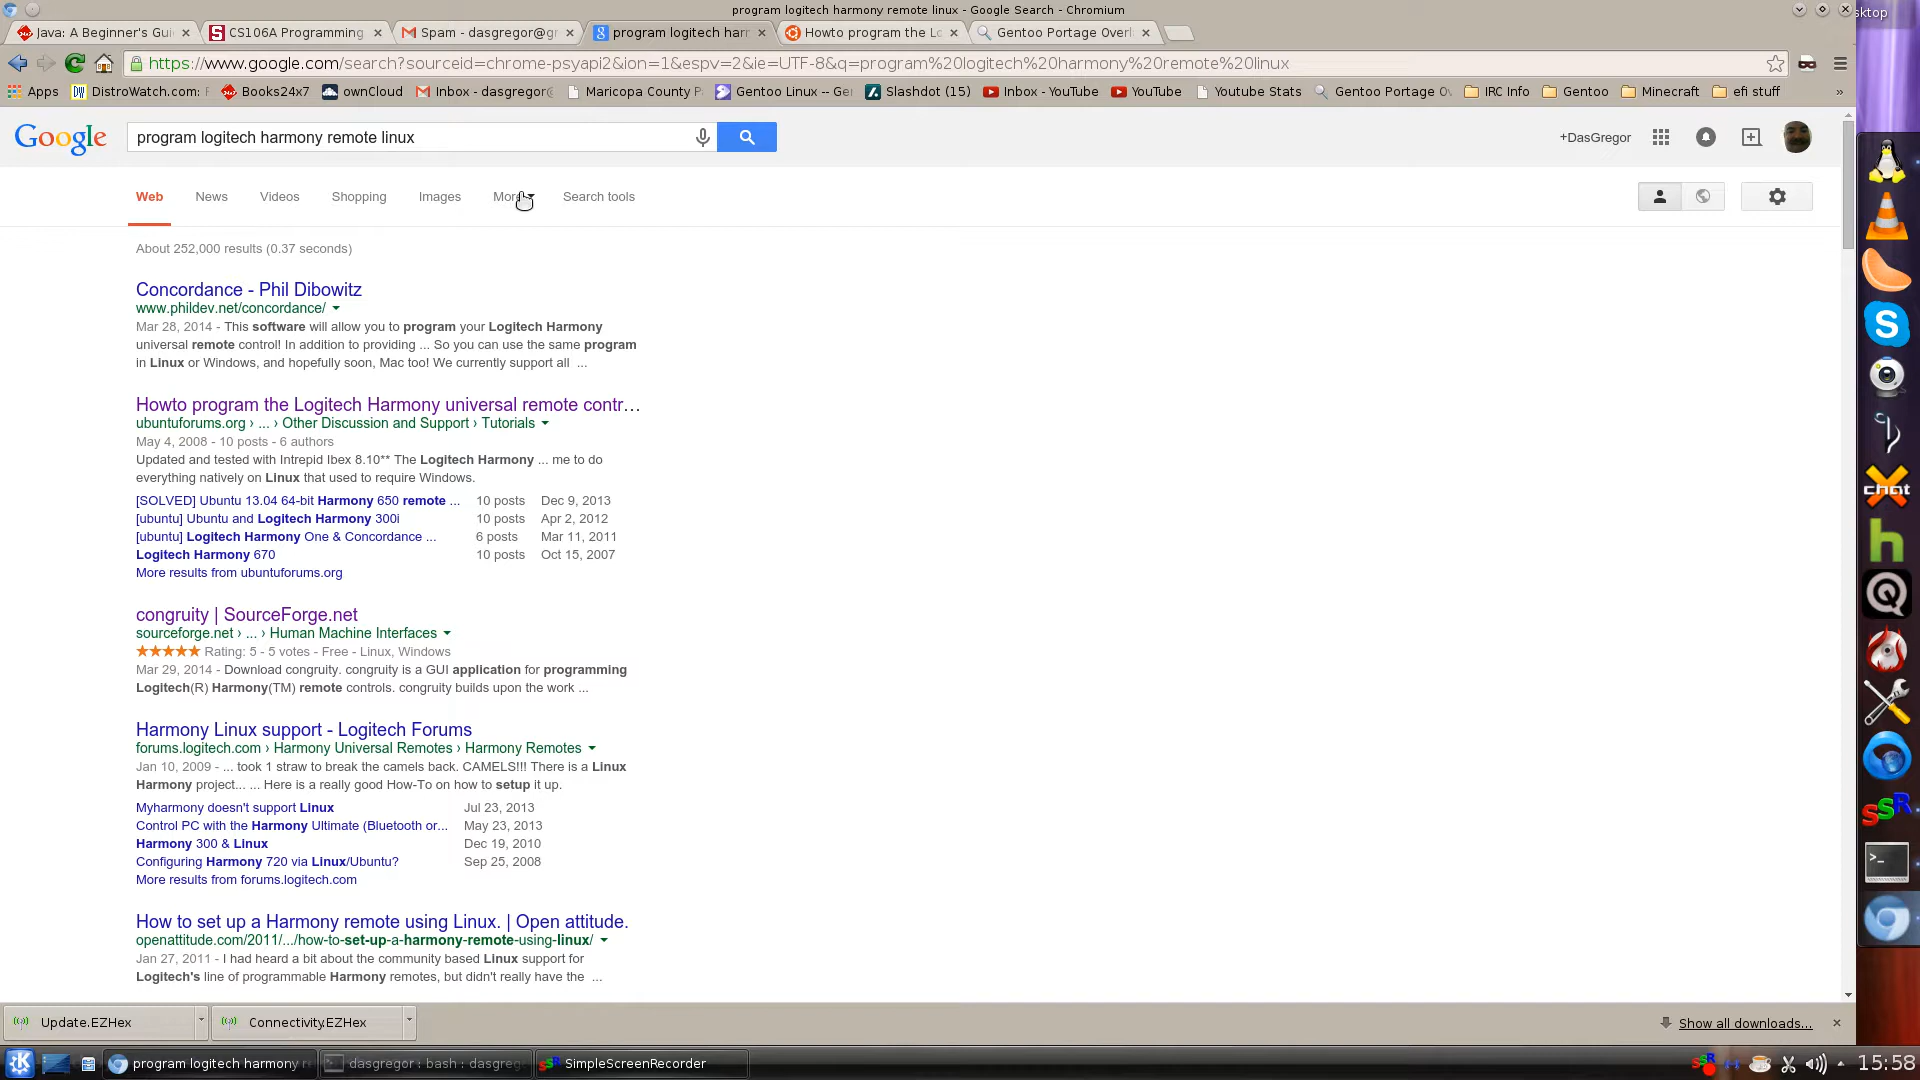 program logitech harmony remote linux - Google Search - Chromium
Java: A Beginner's Gui
CS106A Programming
Spam - dasgregor@gr
program logitech harr
Howto program the Lo
Gentoo Portage Overl
https://www.google.com/search?sourceid=chrome-psyapi2&ion=1&espv=2&ie=UTF-8&q=program%20logitech%20harmony%20remote%20linux
Apps
DistroWatch.com:
Books24x7
ownCloud
Inbox - dasgregor@
Maricopa County P
Gentoo Linux -- Ge
Slashdot (15)
Inbox - YouTube
YouTube
Youtube Stats
Gentoo Portage Ov
IRC Info
Gentoo
Minecraft
efi stuff
»
Google
program logitech harmony remote linux
+DasGregor
Web
News
Videos
Shopping
Images
More
Search tools
About 252,000 results (0.37 seconds)
Concordance - Phil Dibowitz
www.phildev.net/concordance/
Mar 28, 2014 - This software will allow you to program your Logitech Harmony
universal remote control! In addition to providing ... So you can use the same program
in Linux or Windows, and hopefully soon, Mac too! We currently support all ...
Howto program the Logitech Harmony universal remote contr...
ubuntuforums.org › ... › Other Discussion and Support › Tutorials
May 4, 2008 - 10 posts - 6 authors
Updated and tested with Intrepid Ibex 8.10** The Logitech Harmony ... me to do
everything natively on Linux that used to require Windows.
[SOLVED] Ubuntu 13.04 64-bit Harmony 650 remote ... 10 posts Dec 9, 2013
[ubuntu] Ubuntu and Logitech Harmony 300i 10 posts Apr 2, 2012
[ubuntu] Logitech Harmony One & Concordance ... 6 posts Mar 11, 2011
Logitech Harmony 670 10 posts Oct 15, 2007
More results from ubuntuforums.org
congruity | SourceForge.net
sourceforge.net › ... › Human Machine Interfaces
Rating: 5 - 5 votes - Free - Linux, Windows
Mar 29, 2014 - Download congruity. congruity is a GUI application for programming
Logitech(R) Harmony(TM) remote controls. congruity builds upon the work ...
Harmony Linux support - Logitech Forums
forums.logitech.com › Harmony Universal Remotes › Harmony Remotes
Jan 10, 2009 - ... took 1 straw to break the camels back. CAMELS!!! There is a Linux
Harmony project... ... Here is a really good How-To on how to setup it up.
Myharmony doesn't support Linux Jul 23, 2013
Control PC with the Harmony Ultimate (Bluetooth or... May 23, 2013
Harmony 300 & Linux Dec 19, 2010
Configuring Harmony 720 via Linux/Ubuntu? Sep 25, 2008
More results from forums.logitech.com
How to set up a Harmony remote using Linux. | Open attitude.
openattitude.com/2011/.../how-to-set-up-a-harmony-remote-using-linux/
Jan 27, 2011 - I had heard a bit about the community based Linux support for
Logitech's line of programmable Harmony remotes, but didn't really have the ...
Update.EZHex
Connectivity.EZHex
Show all downloads...
program logitech harmony r
dasgregor : bash : dasgreg
SimpleScreenRecorder
15:58
sktop
chat
SSR